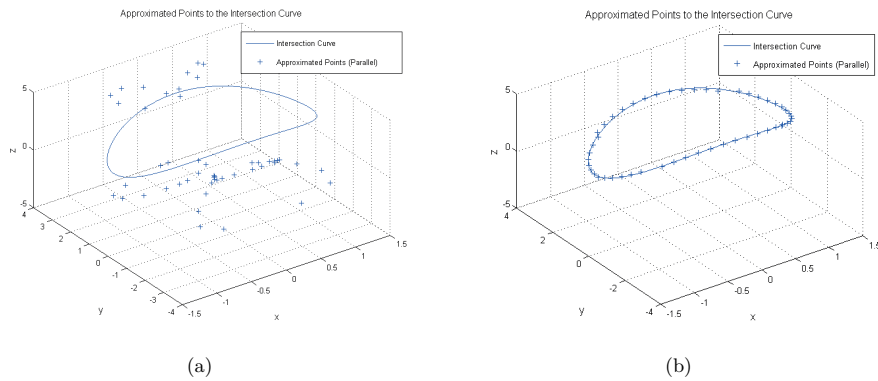 Approximated Points to the Intersection Curve
Intersection Curve
Approximated Points (Parallel)
5
0
-5
z
4
3
2
1
0
-1
-2
-3
-4
y
-1.5
-1
-0.5
0
0.5
1
1.5
x
(a)
Approximated Points to the Intersection Curve
Intersection Curve
Approximated Points (Parallel)
5
0
-5
z
4
2
0
-2
-4
y
-1.5
-1
-0.5
0
0.5
1
1.5
x
(b)